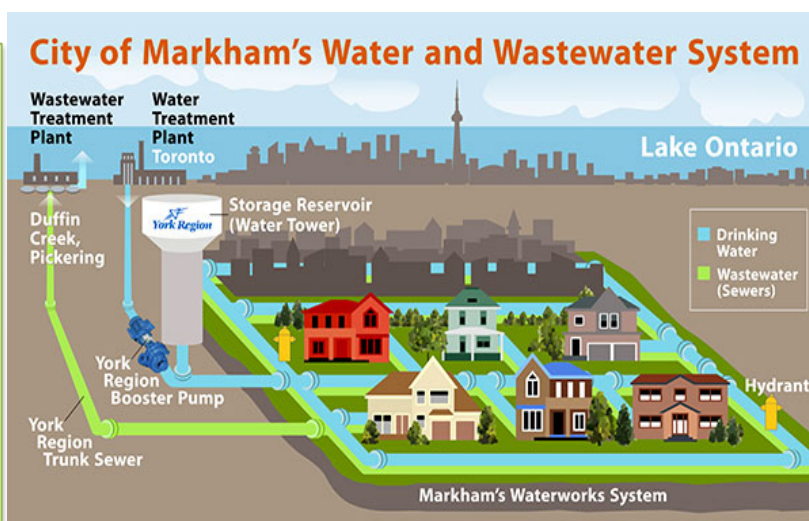 City of Markham's Water and Wastewater System
Wastewater
Treatment
Plant
Water
Treatment
Plant
Toronto
Lake Ontario
Duffin
Creek,
Pickering
York Region
Storage Reservoir
(Water Tower)
Drinking
Water
Wastewater
(Sewers)
York
Region
Booster Pump
Hydrant
York
Region
Trunk Sewer
Markham's Waterworks System